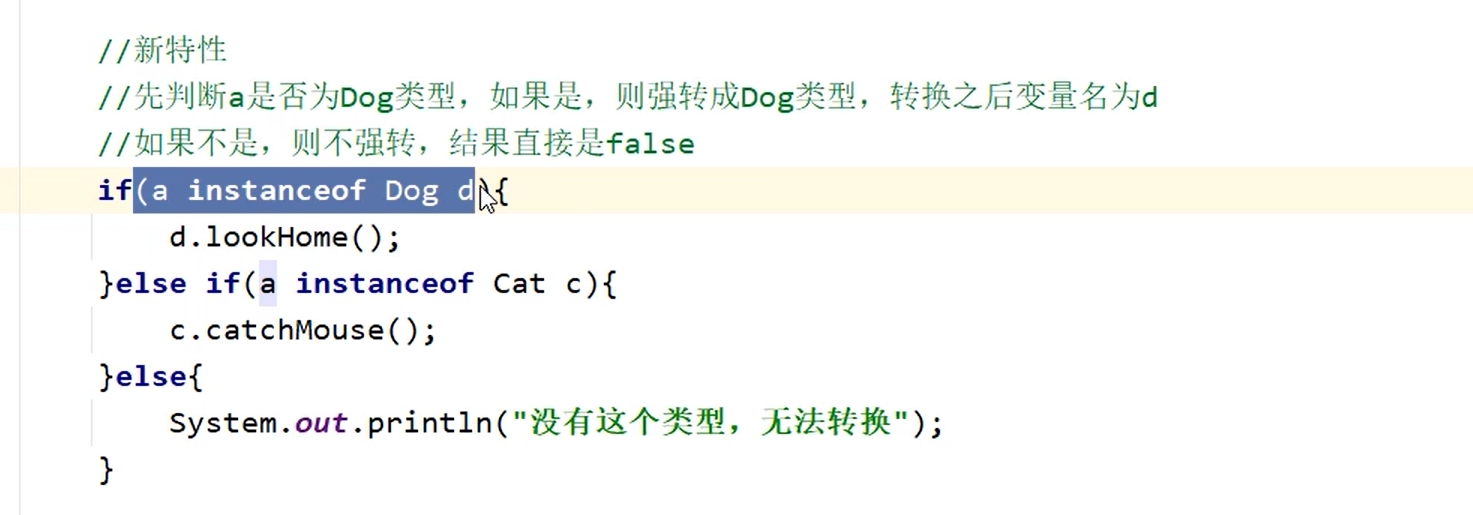 //新特性
//先判断a是否为Dog类型，如果是，则强转成Dog类型，转换之后变量名为d
//如果不是，则不强转，结果直接是false
if(a instanceof Dog d){
    d.lookHome();
}else if(a instanceof Cat c){
    c.catchMouse();
}else{
    System.out.println("没有这个类型，无法转换");
}